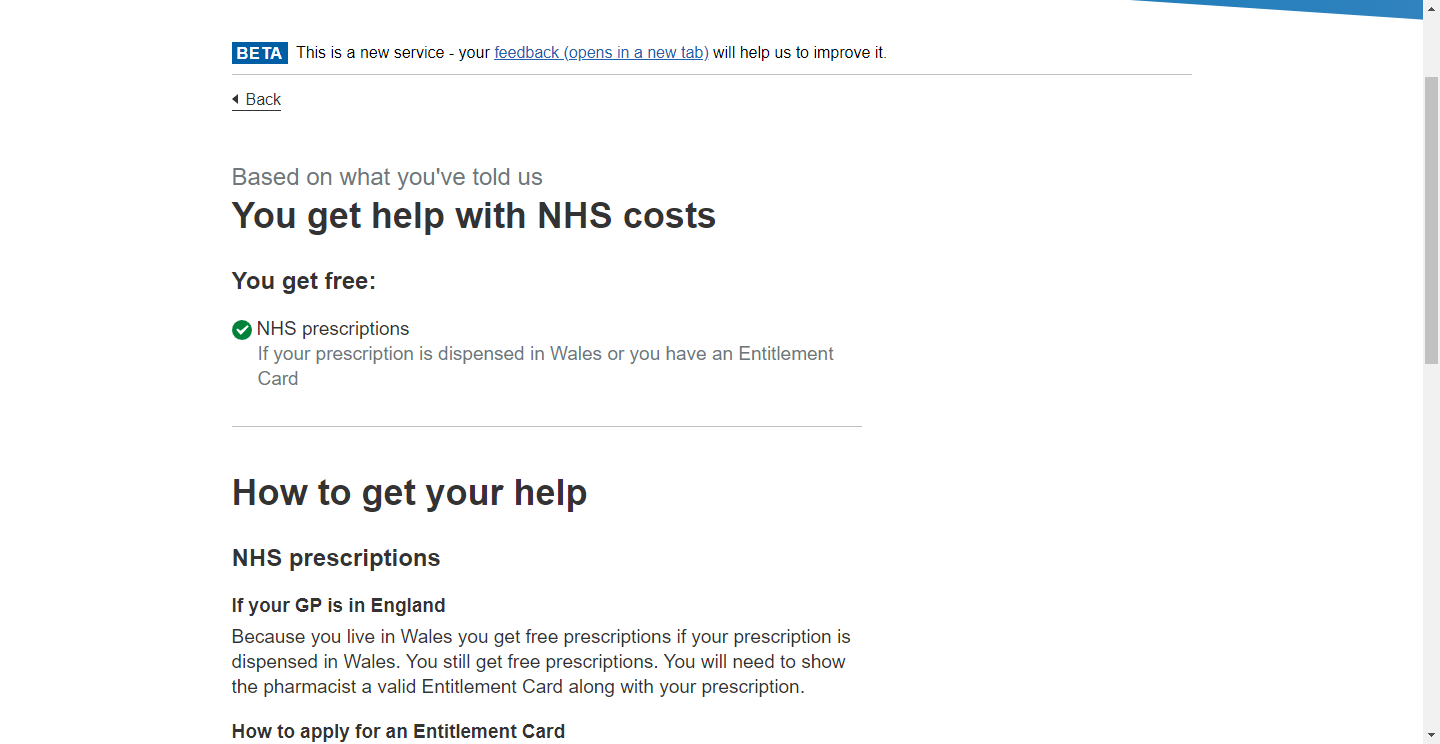 BETA This is a new service - your feedback (opens in a new tab) will help us to improve it.
Back
Based on what you've told us
You get help with NHS costs
You get free:
NHS prescriptions
If your prescription is dispensed in Wales or you have an Entitlement
Card
How to get your help
NHS prescriptions
If your GP is in England
Because you live in Wales you get free prescriptions if your prescription is
dispensed in Wales. You still get free prescriptions. You will need to show
the pharmacist a valid Entitlement Card along with your prescription.
How to apply for an Entitlement Card